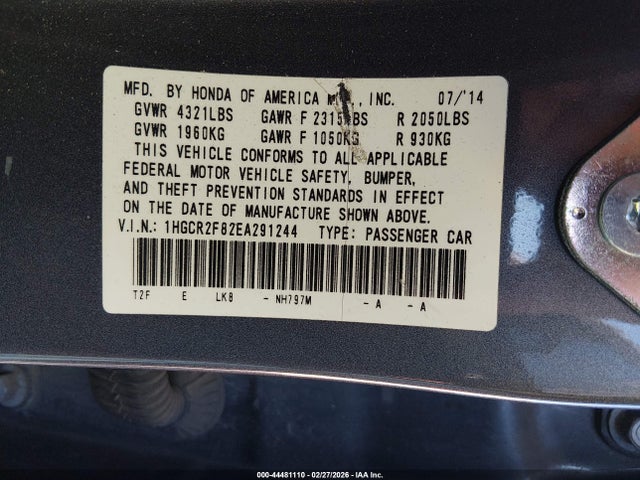 MFD. BY HONDA OF AMERICA , INC. 07/'14
GVWR 4321LBS GAWR F 2315LBS R 2050LBS
GVWR 1960KG GAWR F 1050KG R 930KG
THIS VEHICLE CONFORMS TO ALL APPLICABLE
FEDERAL MOTOR VEHICLE SAFETY, BUMPER,
AND THEFT PREVENTION STANDARDS IN EFFECT
ON THE DATE OF MANUFACTURE SHOWN ABOVE.
V.I.N.: 1HGCR2F82EA291244 TYPE: PASSENGER CAR
T2F E LKB - NH797M - A - A
000-44481110 — 02/27/2026 — IAA Inc.